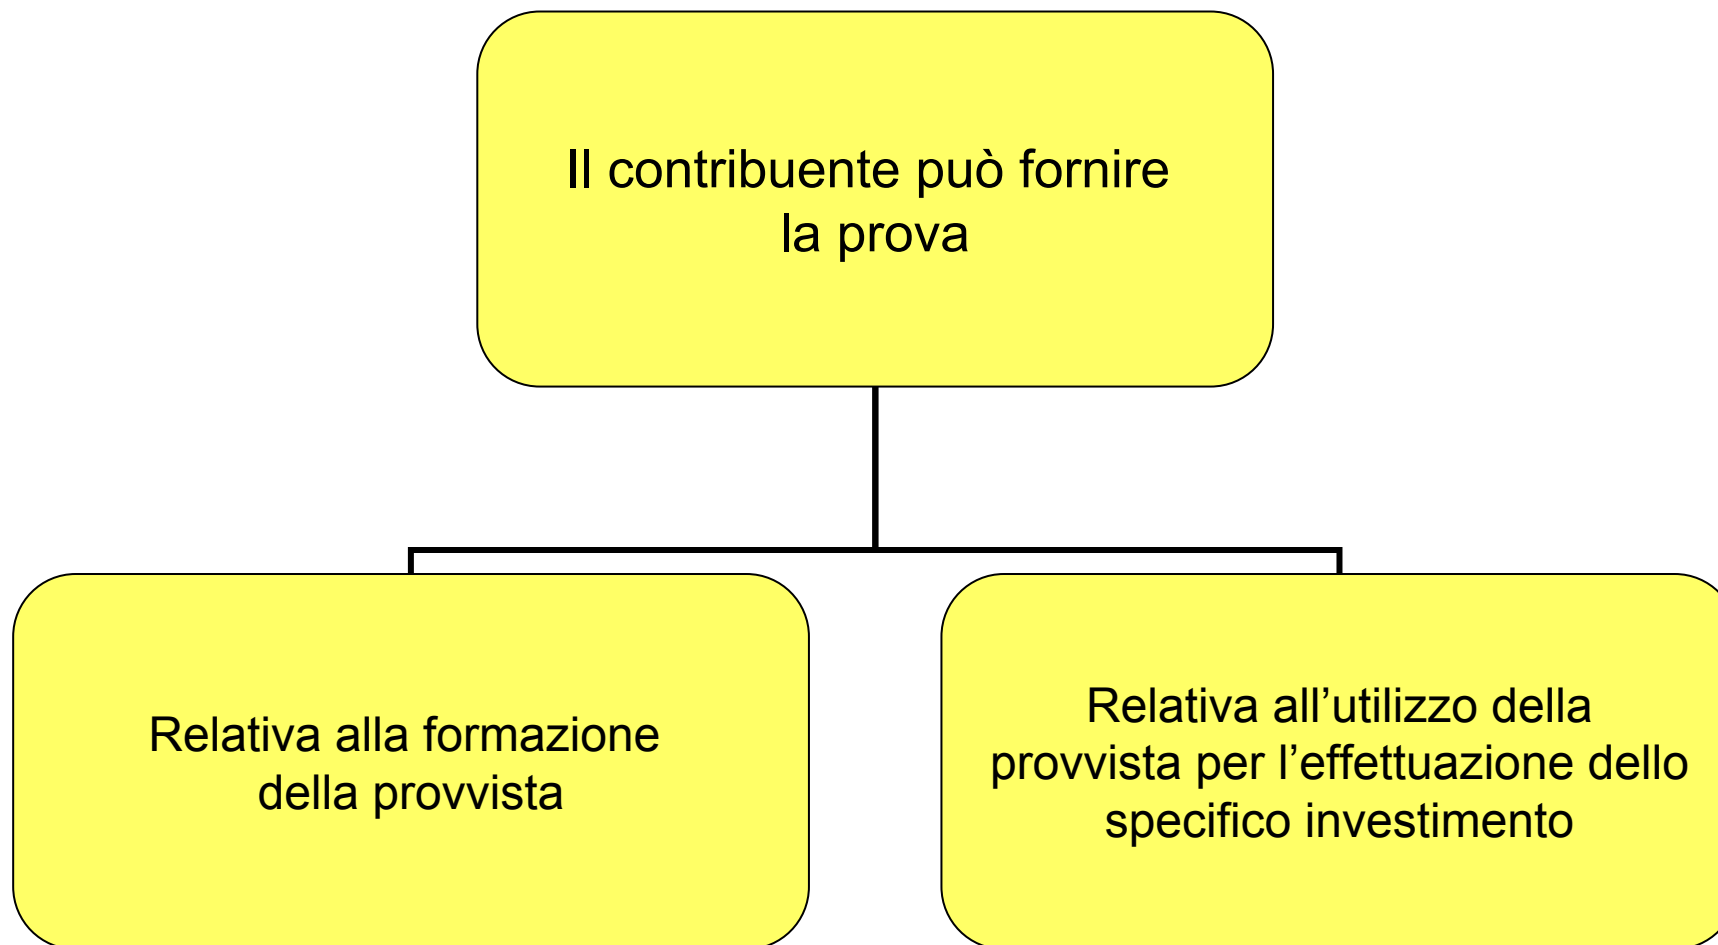 Il contribuente può fornire
la prova
Relativa alla formazione
della provvista
Relativa all’utilizzo della
provvista per l’effettuazione dello
specifico investimento